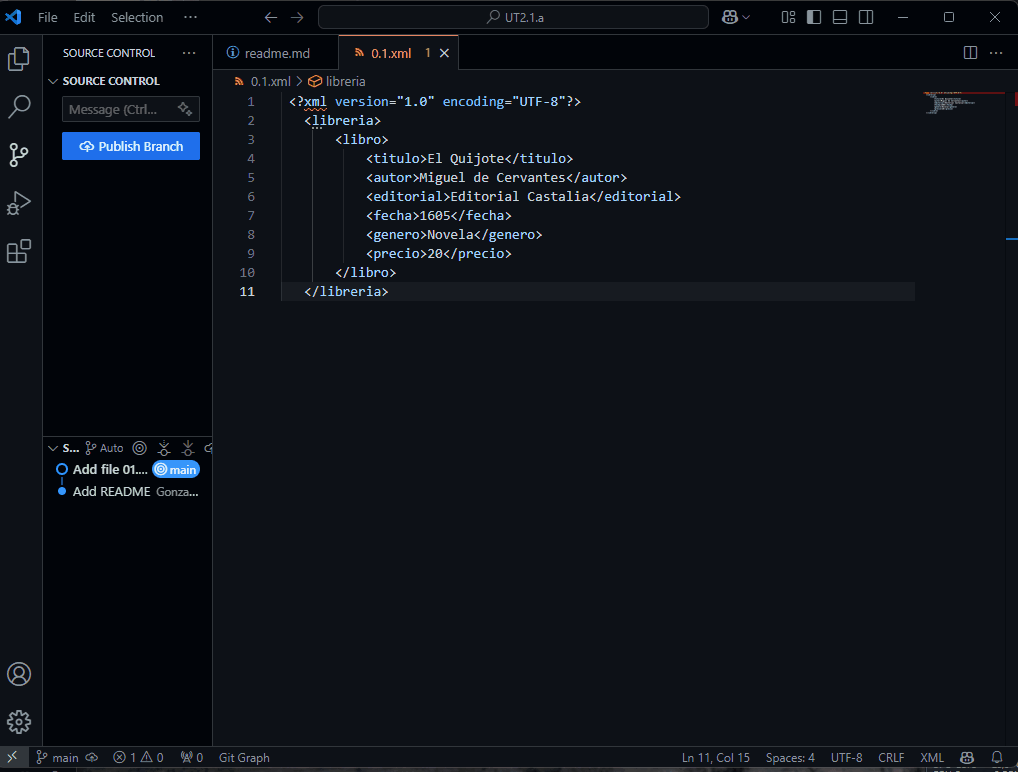 File Edit Selection ··· UT2.1.a
SOURCE CONTROL ···
readme.md
0.1.xml 1
SOURCE CONTROL
Message (Ctrl...
Publish Branch
0.1.xml > libreria
1 <?xml version="1.0" encoding="UTF-8"?>
2 <libreria>
3 <libro>
4 <titulo>El Quijote</titulo>
5 <autor>Miguel de Cervantes</autor>
6 <editorial>Editorial Castalia</editorial>
7 <fecha>1605</fecha>
8 <genero>Novela</genero>
9 <precio>20</precio>
10 </libro>
11 </libreria>
S... Auto
Add file 01.... main
Add README Gonza...
main 1 0 0 Git Graph Ln 11, Col 15 Spaces: 4 UTF-8 CRLF XML